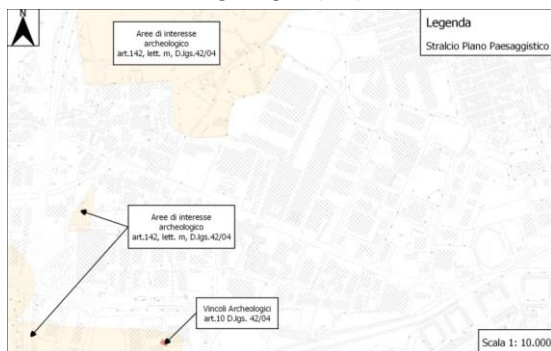 N
Aree di interesse
archeologico
art.142, lett. m, D.lgs.42/04
Legenda
Stralcio Piano Paesaggistico
Aree di interesse
archeologico
art.142, lett. m, D.lgs.42/04
Vincoli Archeologici
art.10 D.lgs. 42/04
Scala 1: 10.000